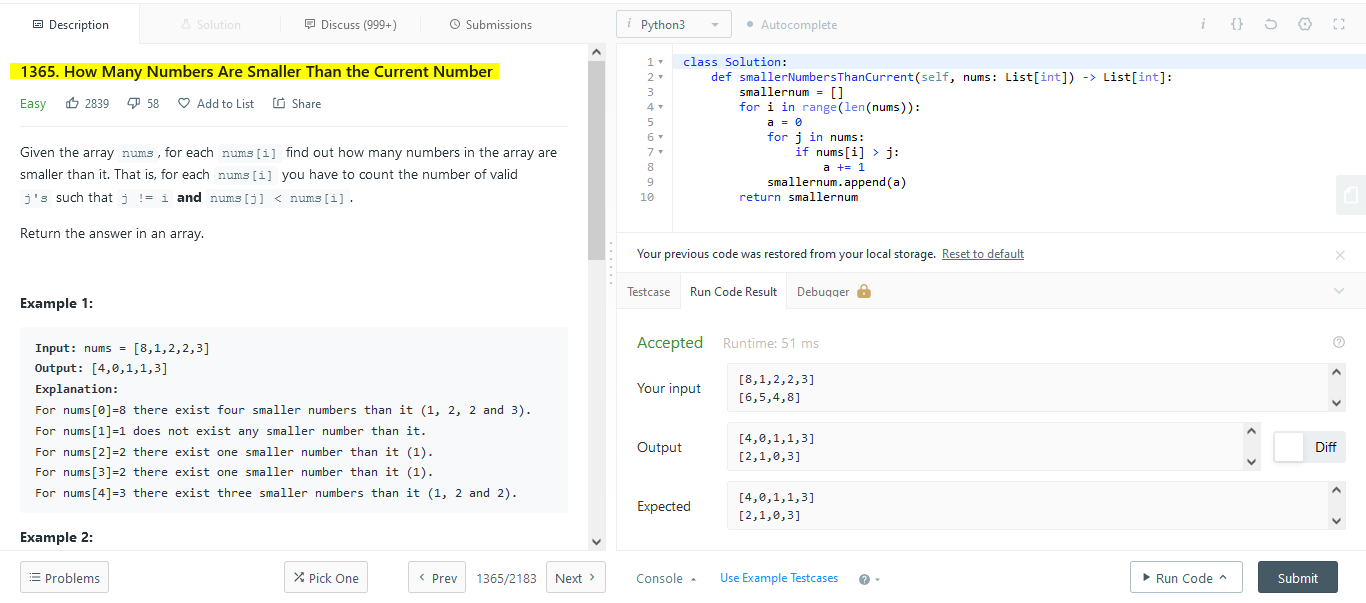 Description
Solution
Discuss (999+)
Submissions
1365. How Many Numbers Are Smaller Than the Current Number
Easy 2839 58 Add to List Share
Given the array nums, for each nums[i] find out how many numbers in the array are
smaller than it. That is, for each nums[i] you have to count the number of valid
j's such that j != i and nums[j] < nums[i].
Return the answer in an array.
Example 1:
Input: nums = [8,1,2,2,3]
Output: [4,0,1,1,3]
Explanation:
For nums[0]=8 there exist four smaller numbers than it (1, 2, 2 and 3).
For nums[1]=1 does not exist any smaller number than it.
For nums[2]=2 there exist one smaller number than it (1).
For nums[3]=2 there exist one smaller number than it (1).
For nums[4]=3 there exist three smaller numbers than it (1, 2 and 2).
Example 2:
Problems
Pick One
Prev
1365/2183
Next
i Python3
Autocomplete
i {}
1 class Solution:
2 def smallerNumbersThanCurrent(self, nums: List[int]) -> List[int]:
3 smallernum = []
4 for i in range(len(nums)):
5 a = 0
6 for j in nums:
7 if nums[i] > j:
8 a += 1
9 smallernum.append(a)
10 return smallernum
Your previous code was restored from your local storage. Reset to default
Testcase
Run Code Result
Debugger
Accepted Runtime: 51 ms
Your input
[8,1,2,2,3]
[6,5,4,8]
Output
[4,0,1,1,3]
[2,1,0,3]
Diff
Expected
[4,0,1,1,3]
[2,1,0,3]
Console
Use Example Testcases
Run Code
Submit